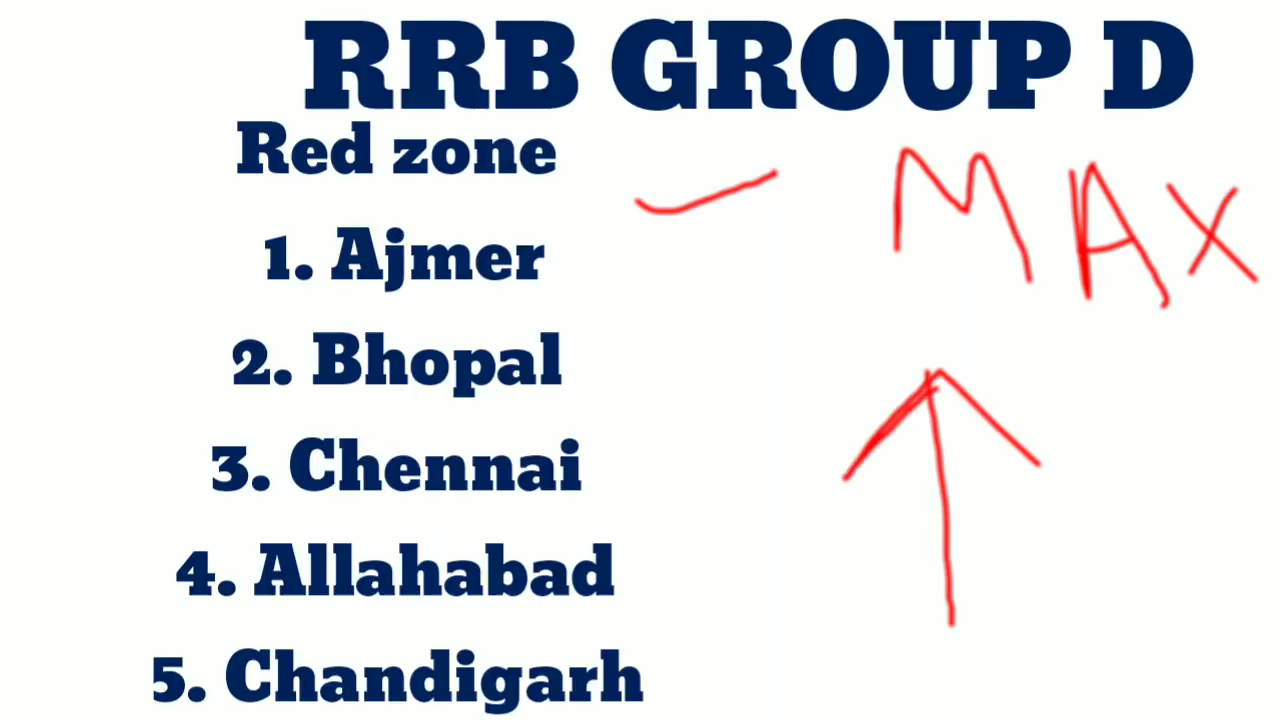 RRB GROUP D
Red zone
MAX
1. Ajmer
2. Bhopal
3. Chennai
4. Allahabad
5. Chandigarh